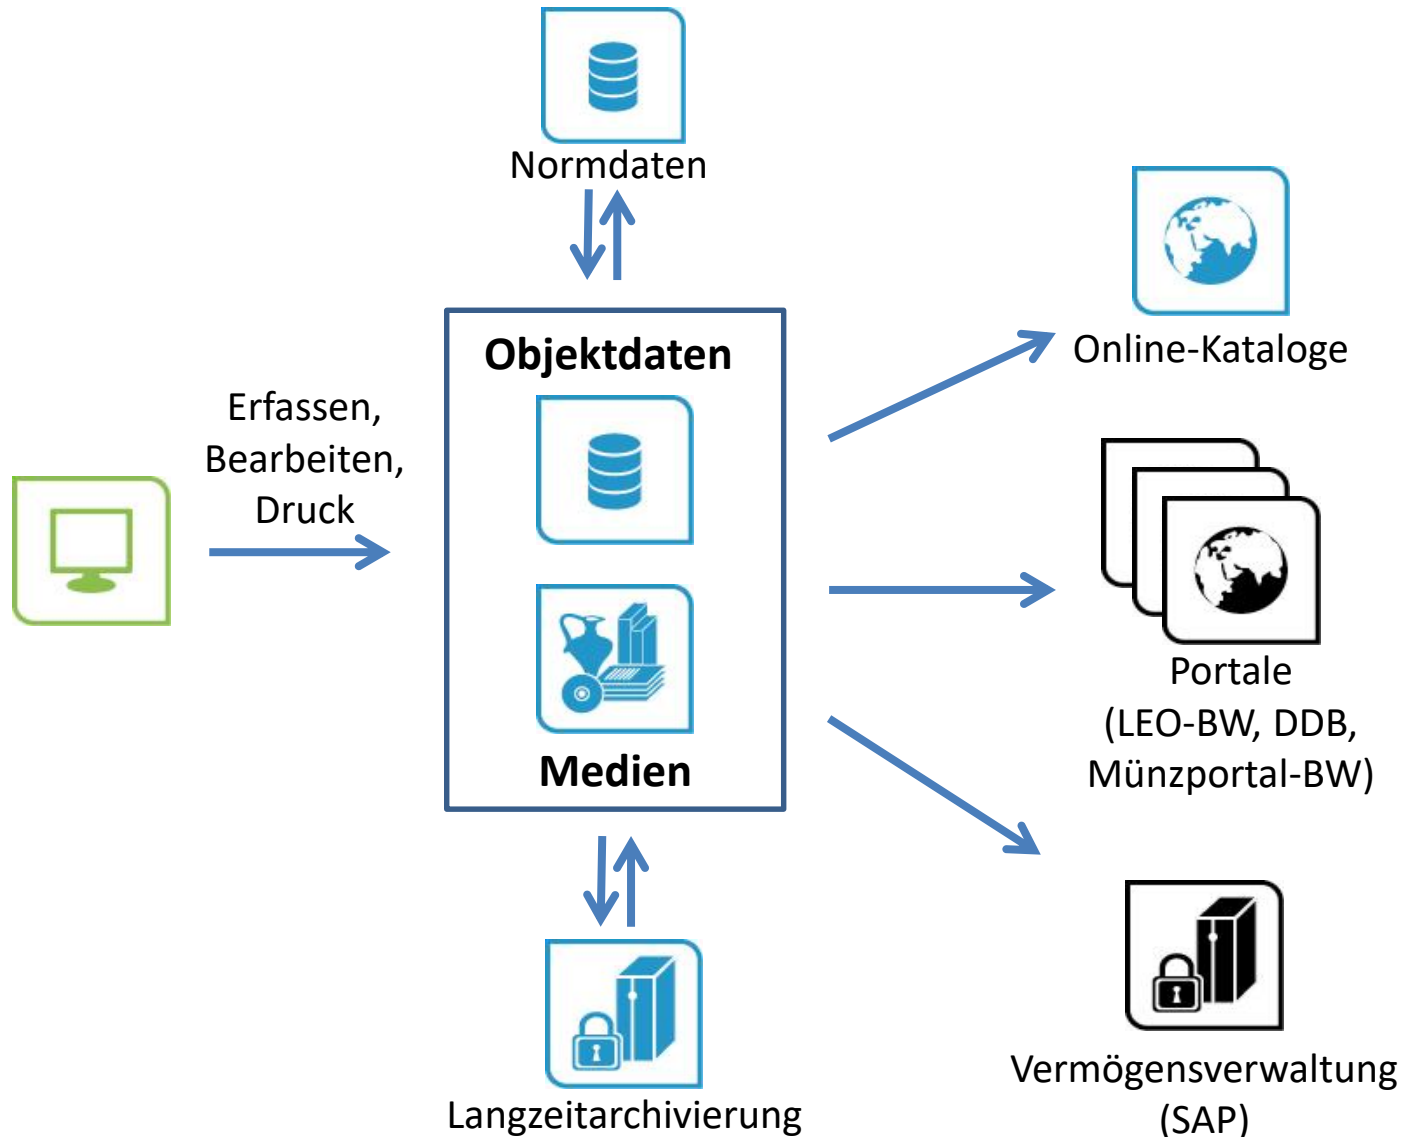 Normdaten
Objektdaten
Erfassen,
Bearbeiten,
Druck
Medien
Langzeitarchivierung
Online-Kataloge
Portale
(LEO-BW, DDB,
Münzportal-BW)
Vermögensverwaltung
(SAP)